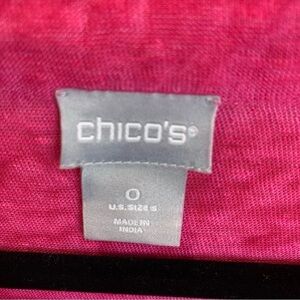 chico's®
0
U.S. SIZE S
MADE IN
INDIA